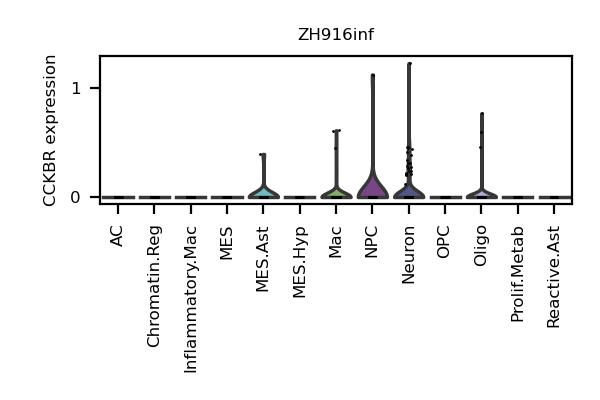 ZH916inf
CCKBR expression
1
0
AC
Chromatin.Reg
Inflammatory.Mac
MES
MES.Ast
MES.Hyp
Mac
NPC
Neuron
OPC
Oligo
Prolif.Metab
Reactive.Ast